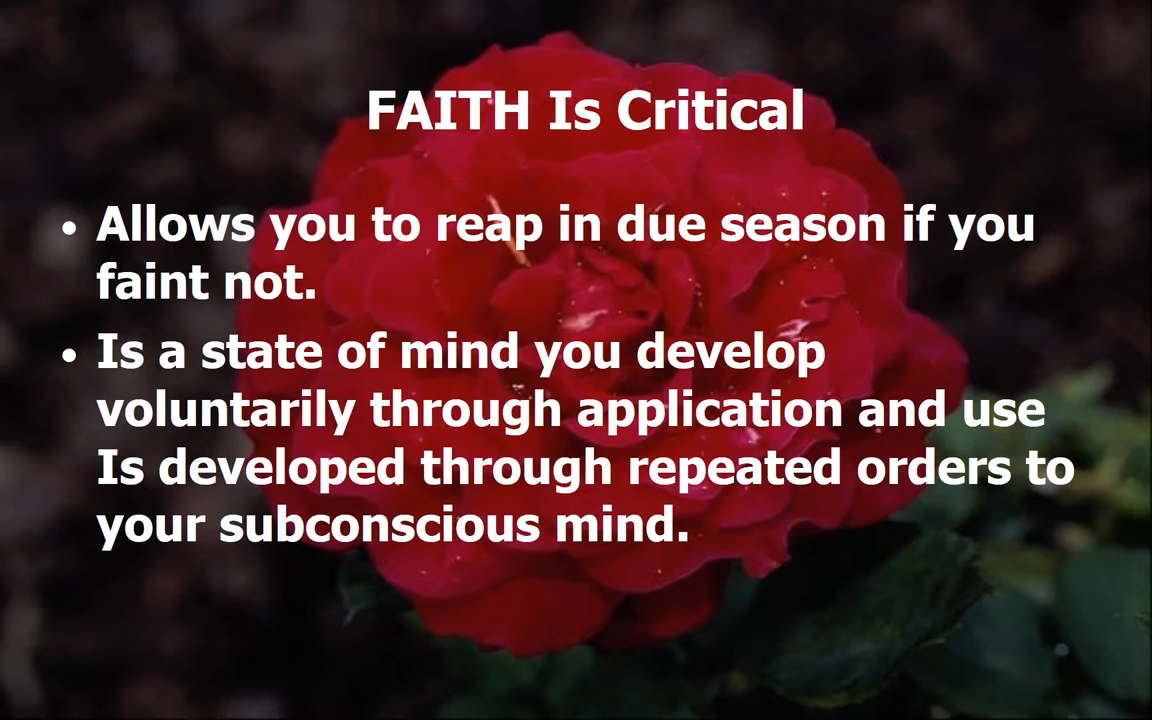 FAITH Is Critical
• Allows you to reap in due season if you
faint not.
• Is a state of mind you develop
voluntarily through application and use
Is developed through repeated orders to
your subconscious mind.